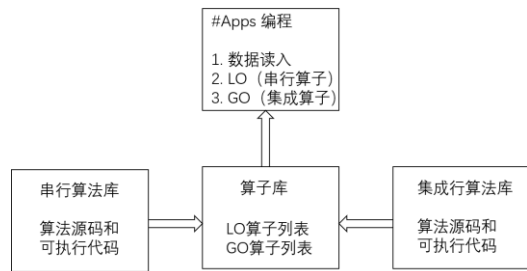 #Apps 编程
1. 数据读入
2. LO（串行算子）
3. GO（集成算子）
串行算法库
算法源码和
可执行代码
算子库
LO算子列表
GO算子列表
集成行算法库
算法源码和
可执行代码